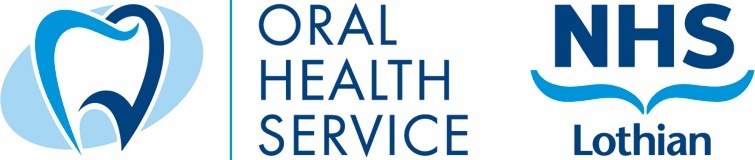 ORAL
HEALTH
SERVICE
NHS
Lothian